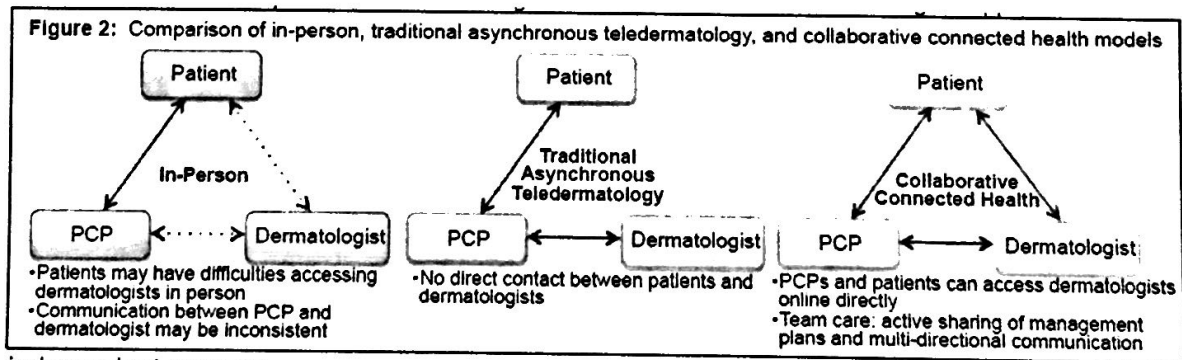 Figure 2: Comparison of in-person, traditional asynchronous teledermatology, and collaborative connected health models
Patient
In-Person
PCP
Dermatologist
•Patients may have difficulties accessing
dermatologists in person
•Communication between PCP and
dermatologist may be inconsistent
Patient
Traditional
Asynchronous
Teledermatology
PCP
Dermatologist
•No direct contact between patients and
dermatologists
Patient
Collaborative
Connected Health
PCP
Dermatologist
•PCPs and patients can access dermatologists
online directly
•Team care: active sharing of management
plans and multi-directional communication